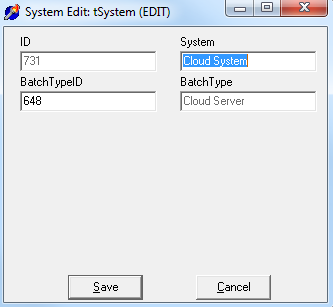 System Edit: tSystem (EDIT)
ID System
731 Cloud System
BatchTypeID BatchType
648 Cloud Server
Save Cancel